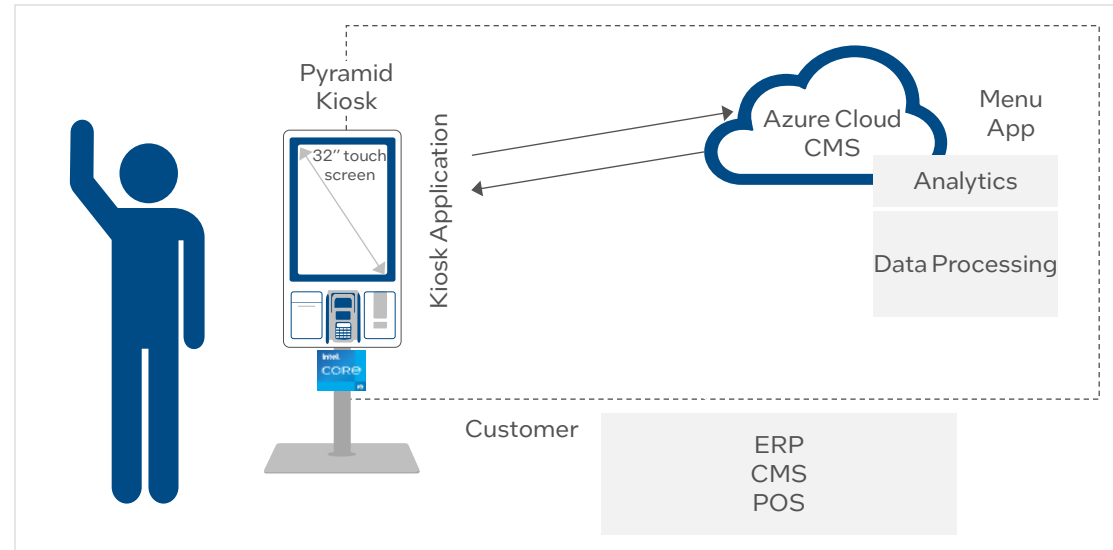 Pyramid
Kiosk
32” touch
screen
Kiosk Application
intel.
CORE
Azure Cloud
CMS
Menu
App
Analytics
Data Processing
Customer
ERP
CMS
POS